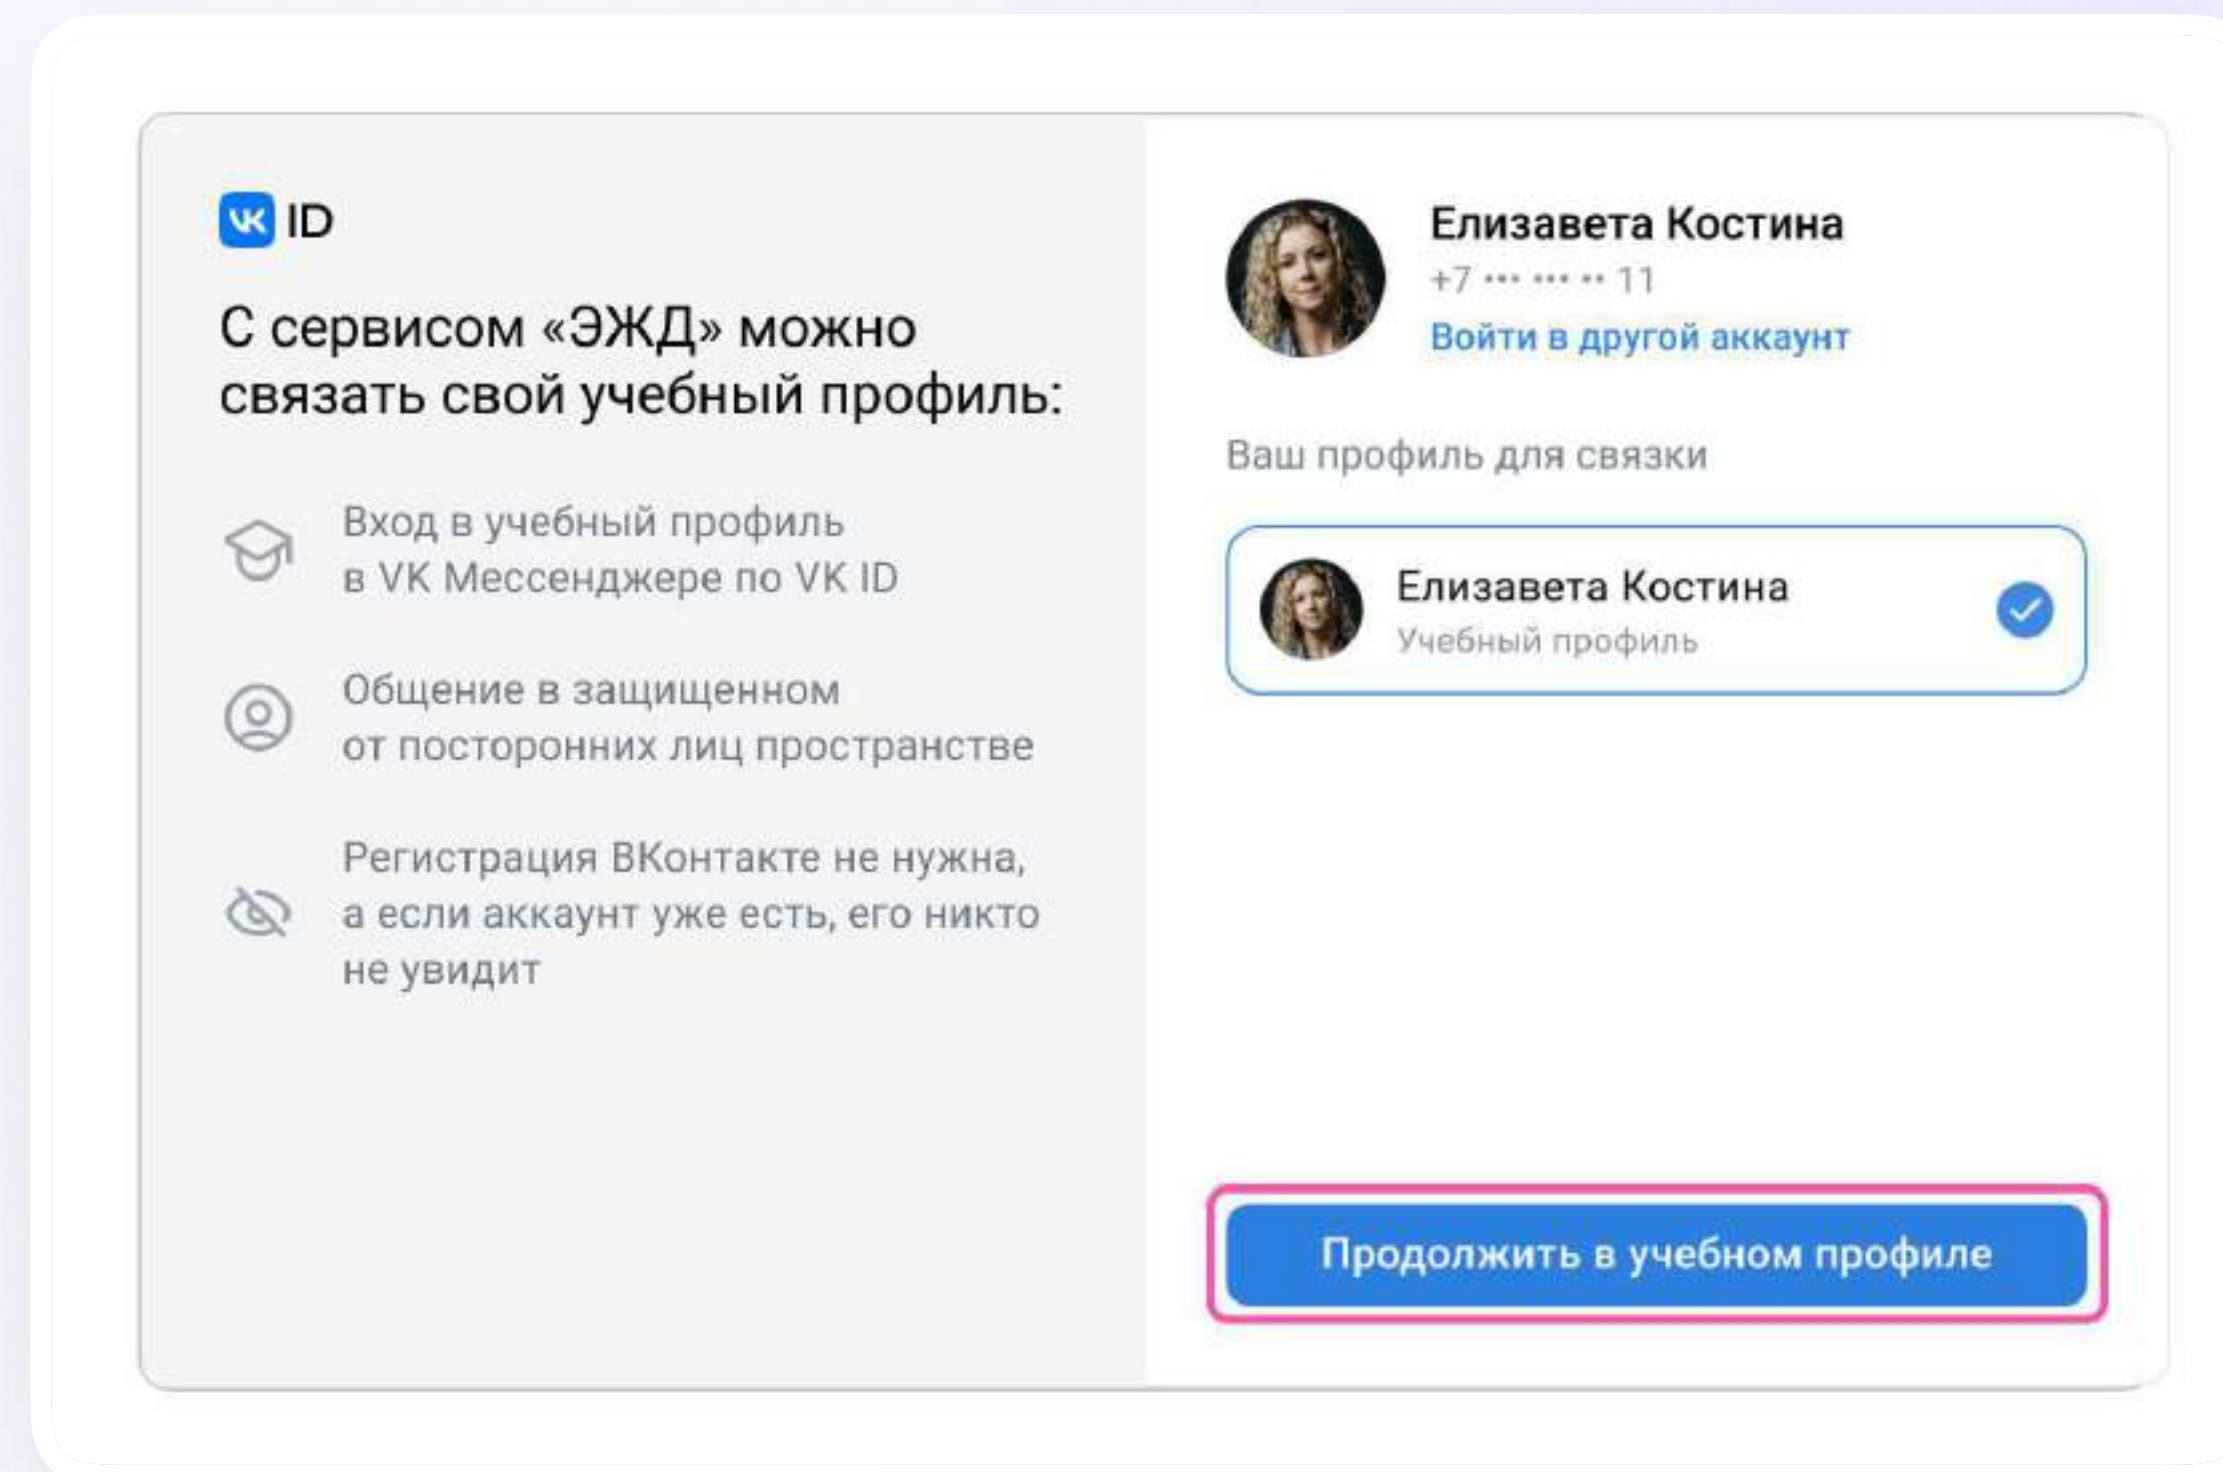 VK ID
С сервисом «ЭЖД» можно
связать свой учебный профиль:
Вход в учебный профиль
в VK Мессенджере по VK ID
Общение в защищенном
от посторонних лиц пространстве
Регистрация ВКонтакте не нужна,
а если аккаунт уже есть, его никто
не увидит
Елизавета Костина
+7 ••• ••• •• 11
Войти в другой аккаунт
Ваш профиль для связки
Елизавета Костина
Учебный профиль
Продолжить в учебном профиле